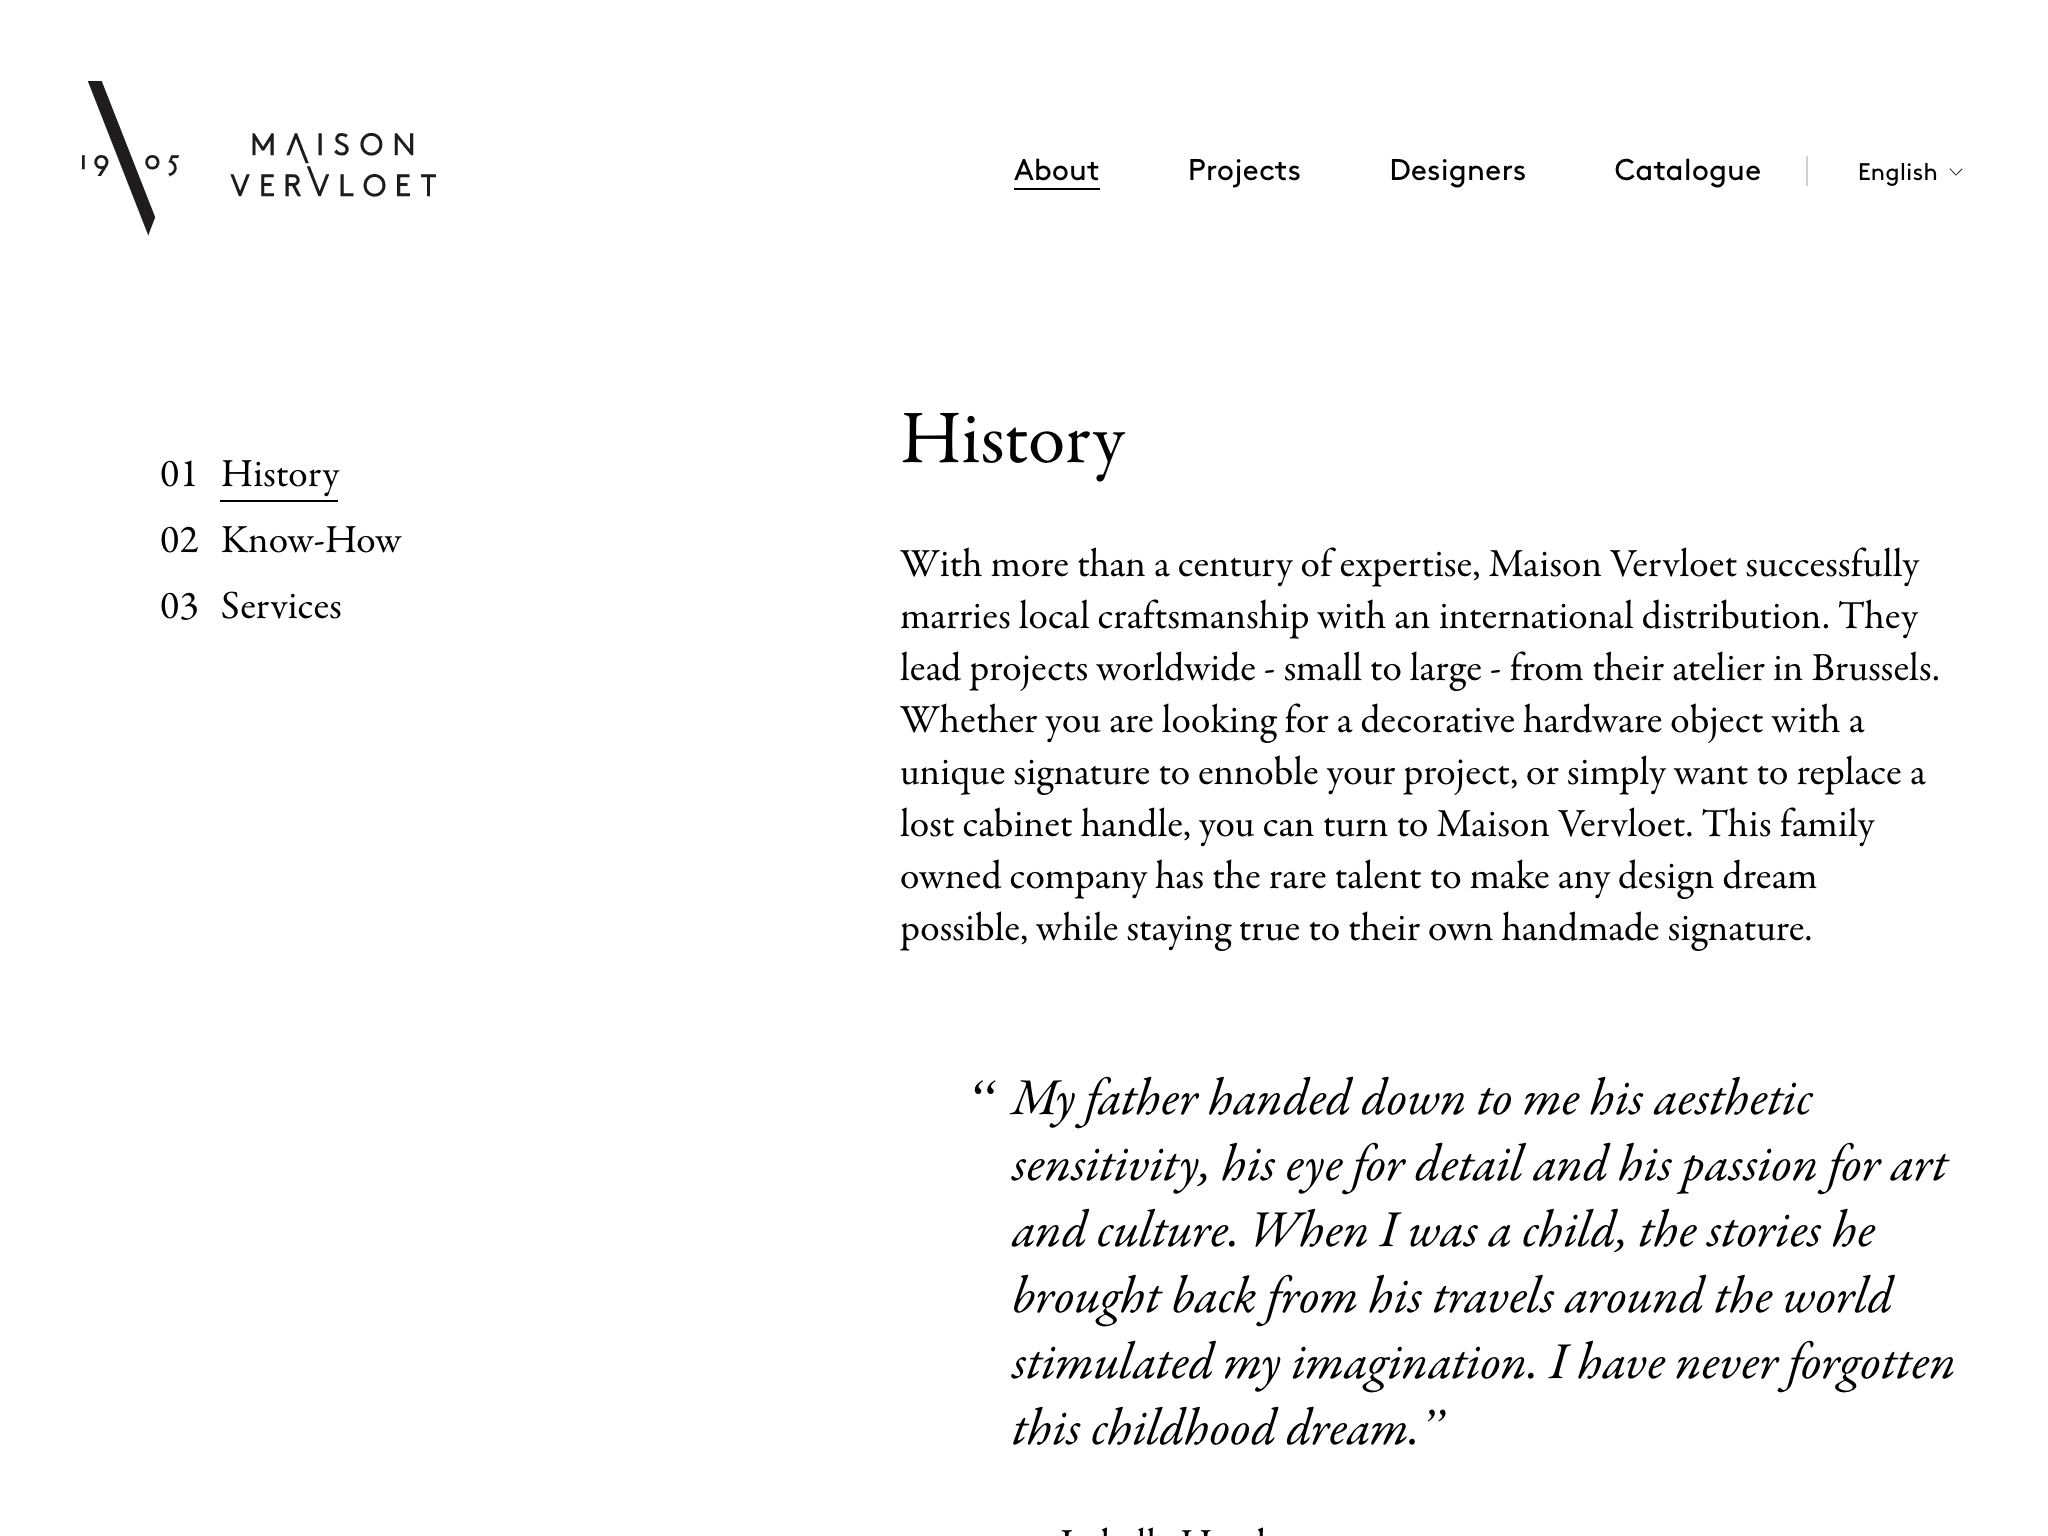 19 05
MAISON
VERVLOET
About Projects Designers Catalogue English
01 History
02 Know-How
03 Services
History
With more than a century of expertise, Maison Vervloet successfully
marries local craftsmanship with an international distribution. They
lead projects worldwide - small to large - from their atelier in Brussels.
Whether you are looking for a decorative hardware object with a
unique signature to ennoble your project, or simply want to replace a
lost cabinet handle, you can turn to Maison Vervloet. This family
owned company has the rare talent to make any design dream
possible, while staying true to their own handmade signature.
“ My father handed down to me his aesthetic
sensitivity, his eye for detail and his passion for art
and culture. When I was a child, the stories he
brought back from his travels around the world
stimulated my imagination. I have never forgotten
this childhood dream.”